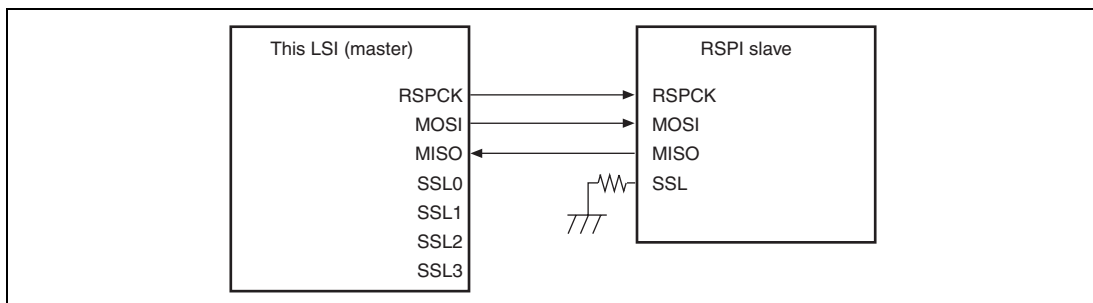 This LSI (master)
RSPCK
MOSI
MISO
SSL0
SSL1
SSL2
SSL3
RSPI slave
RSPCK
MOSI
MISO
SSL